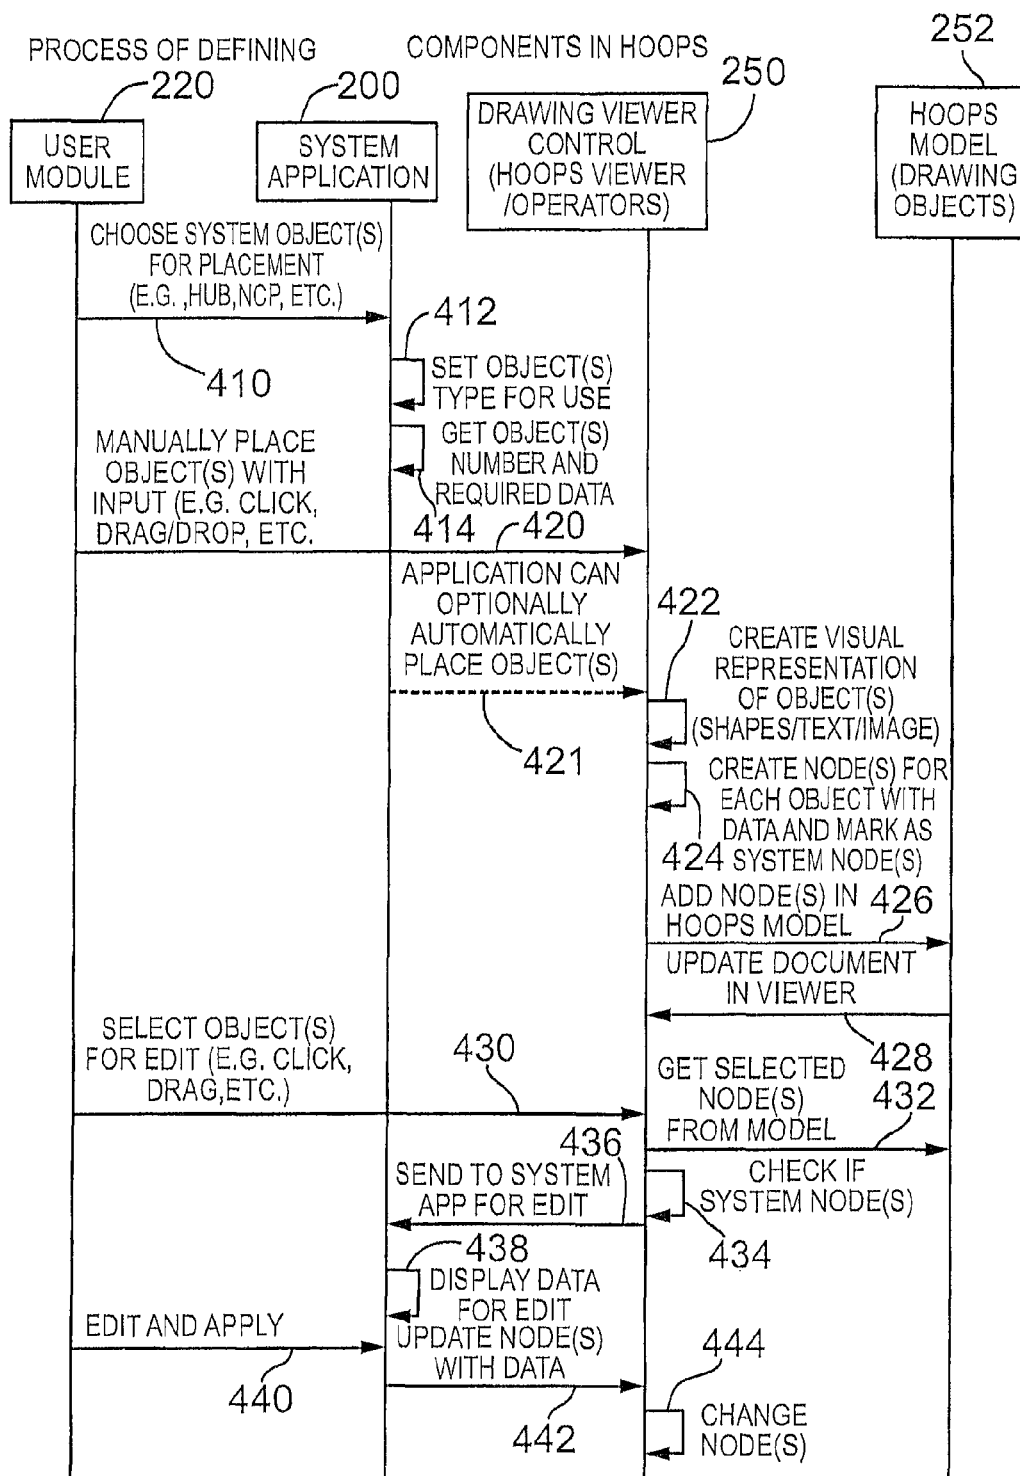 PROCESS OF DEFINING COMPONENTS IN HOOPS
220
200
250
252
USER
MODULE
SYSTEM
APPLICATION
DRAWING VIEWER
CONTROL
(HOOPS VIEWER
/OPERATORS)
HOOPS
MODEL
(DRAWING
OBJECTS)
CHOOSE SYSTEM OBJECT(S)
FOR PLACEMENT
(E.G. ,HUB,NCP, ETC.)
410
412
SET OBJECT(S)
TYPE FOR USE
GET OBJECT(S)
NUMBER AND
REQUIRED DATA
414
MANUALLY PLACE
OBJECT(S) WITH
INPUT (E.G. CLICK,
DRAG/DROP, ETC.
420
APPLICATION CAN
OPTIONALLY
AUTOMATICALLY
PLACE OBJECT(S)
421
422
CREATE VISUAL
REPRESENTATION
OF OBJECT(S)
(SHAPES/TEXT/IMAGE)
CREATE NODE(S) FOR
EACH OBJECT WITH
DATA AND MARK AS
SYSTEM NODE(S)
424
ADD NODE(S) IN
HOOPS MODEL
426
UPDATE DOCUMENT
IN VIEWER
428
SELECT OBJECT(S)
FOR EDIT (E.G. CLICK,
DRAG,ETC.)
430
GET SELECTED
NODE(S)
FROM MODEL
432
CHECK IF
SYSTEM NODE(S)
434
436
SEND TO SYSTEM
APP FOR EDIT
438
DISPLAY DATA
FOR EDIT
EDIT AND APPLY
440
UPDATE NODE(S)
WITH DATA
442
444
CHANGE
NODE(S)